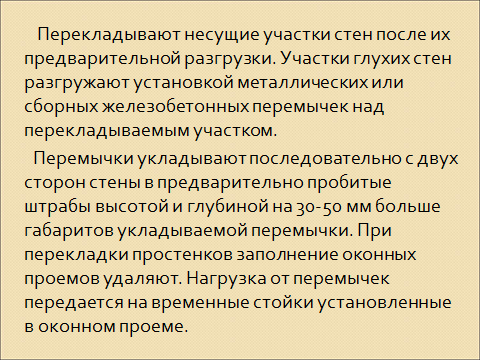 Перекладывают несущие участки стен после их
предварительной разгрузки. Участки глухих стен
разгружают установкой металлических или
сборных железобетонных перемычек над
перекладываемым участком.
Перемычки укладывают последовательно с двух
сторон стены в предварительно пробитые
штрабы высотой и глубиной на 30-50 мм больше
габаритов укладываемой перемычки. При
перекладки простенков заполнение оконных
проемов удаляют. Нагрузка от перемычек
передается на временные стойки установленные
в оконном проеме.